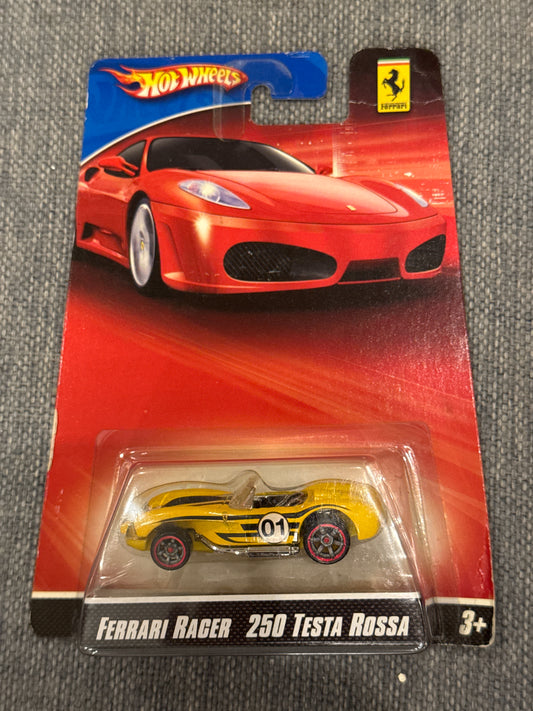 HOT WHEELS
Ferrari
01
FERRARI RACER 250 TESTA ROSSA
3+